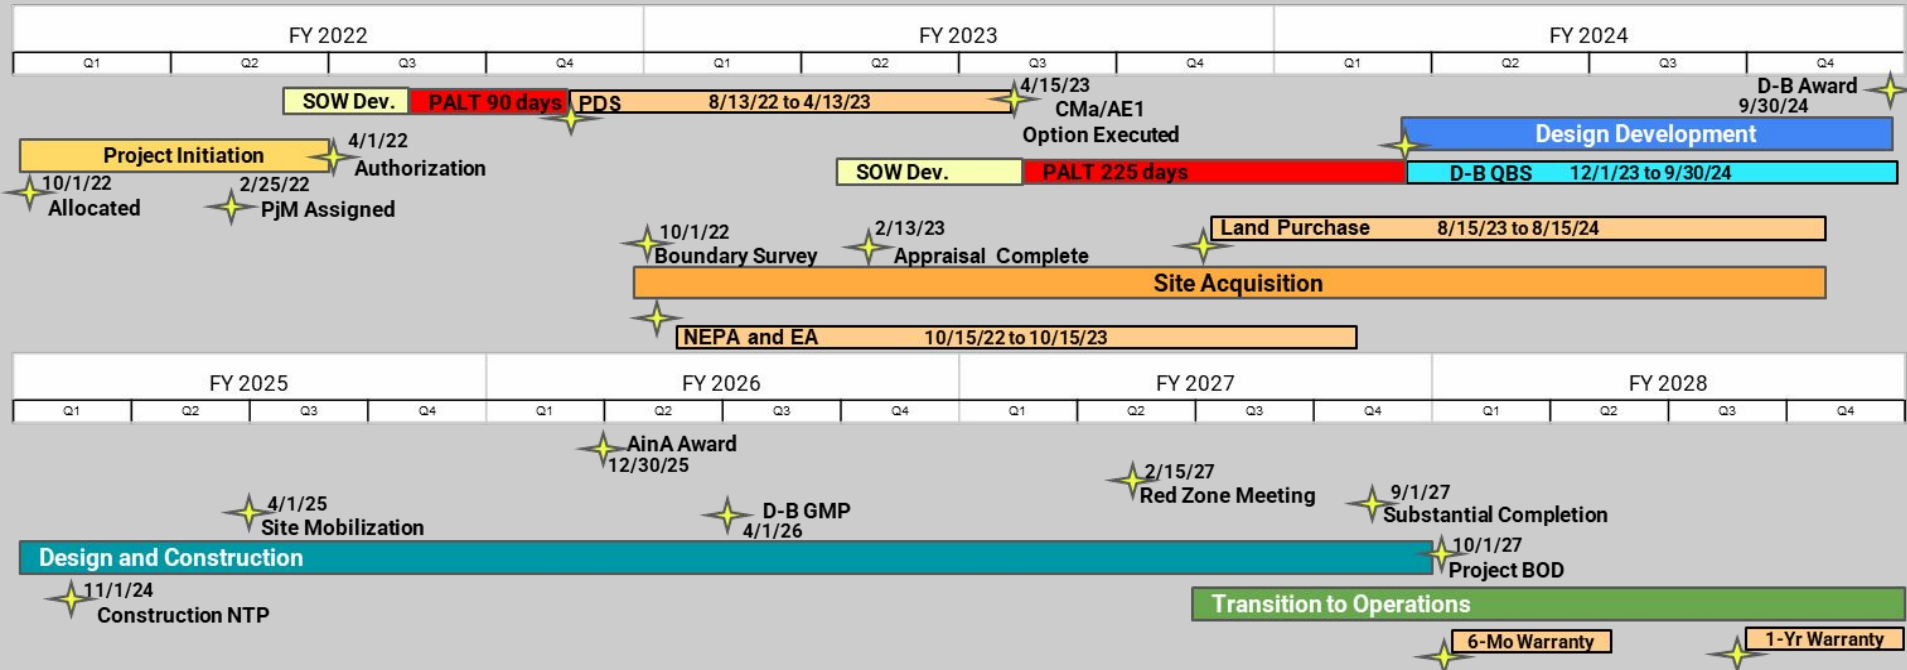 FY 2022 FY 2023 FY 2024
Q1 Q2 Q3 Q4 Q1 Q2 Q3 Q4 Q1 Q2 Q3 Q4
SOW Dev. PALT 90 days PDS 8/13/22 to 4/13/23
4/15/23
CMa/AE1
Option Executed
D-B Award
9/30/24
Design Development
Project Initiation
4/1/22
Authorization
SOW Dev. PALT 225 days D-B QBS 12/1/23 to 9/30/24
10/1/22
Allocated
2/25/22
PjM Assigned
10/1/22
Boundary Survey
2/13/23
Appraisal Complete
Land Purchase 8/15/23 to 8/15/24
Site Acquisition
NEPA and EA 10/15/22 to 10/15/23
FY 2025 FY 2026 FY 2027 FY 2028
Q1 Q2 Q3 Q4 Q1 Q2 Q3 Q4 Q1 Q2 Q3 Q4 Q1 Q2 Q3 Q4
AinA Award
12/30/25
2/15/27
Red Zone Meeting
9/1/27
Substantial Completion
4/1/25
Site Mobilization
D-B GMP
4/1/26
Design and Construction
10/1/27
Project BOD
11/1/24
Construction NTP
Transition to Operations
6-Mo Warranty
1-Yr Warranty